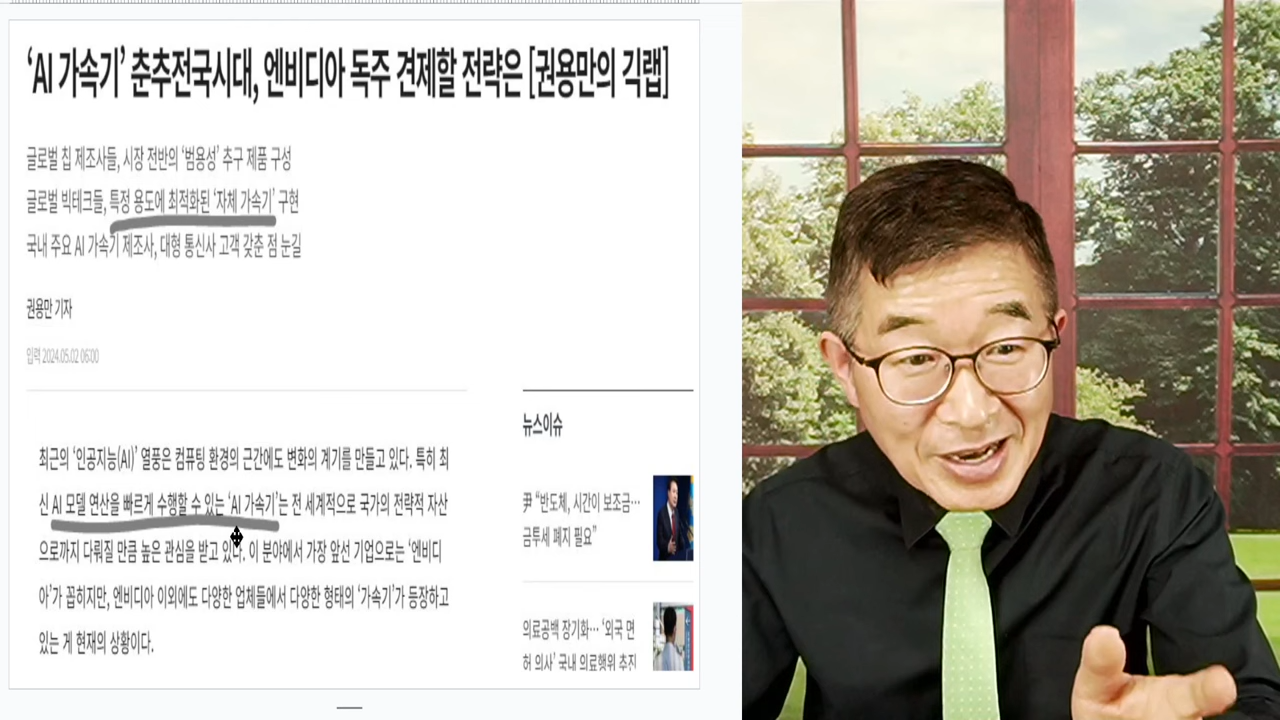 ‘AI 가속기’ 춘추전국시대, 엔비디아 독주 견제할 전략은 [권용만의 긱랩]
글로벌 칩 제조사들, 시장 전반의 ‘범용성’ 추구 제품 구성
글로벌 빅테크들, 특정 용도에 최적화된 ‘자체 가속기’ 구현
국내 주요 AI 가속기 제조사, 대형 통신사 고객 갖춘 점 눈길
권용만 기자
입력 2024.05.02 06:00
최근의 ‘인공지능(AI)’ 열풍은 컴퓨팅 환경의 근간에도 변화의 계기를 만들고 있다. 특히 최
신 AI 모델 연산을 빠르게 수행할 수 있는 ‘AI 가속기’는 전 세계적으로 국가의 전략적 자산
으로까지 다뤄질 만큼 높은 관심을 받고 있다. 이 분야에서 가장 앞선 기업으로는 ‘엔비디
아’가 꼽히지만, 엔비디아 이외에도 다양한 업체들에서 다양한 형태의 ‘가속기’가 등장하고
있는 게 현재의 상황이다.
뉴스이슈
尹 “반도체, 시간이 보조금…
금투세 폐지 필요”
의료공백 장기화… ‘외국 면
허 의사’ 국내 의료행위 추진